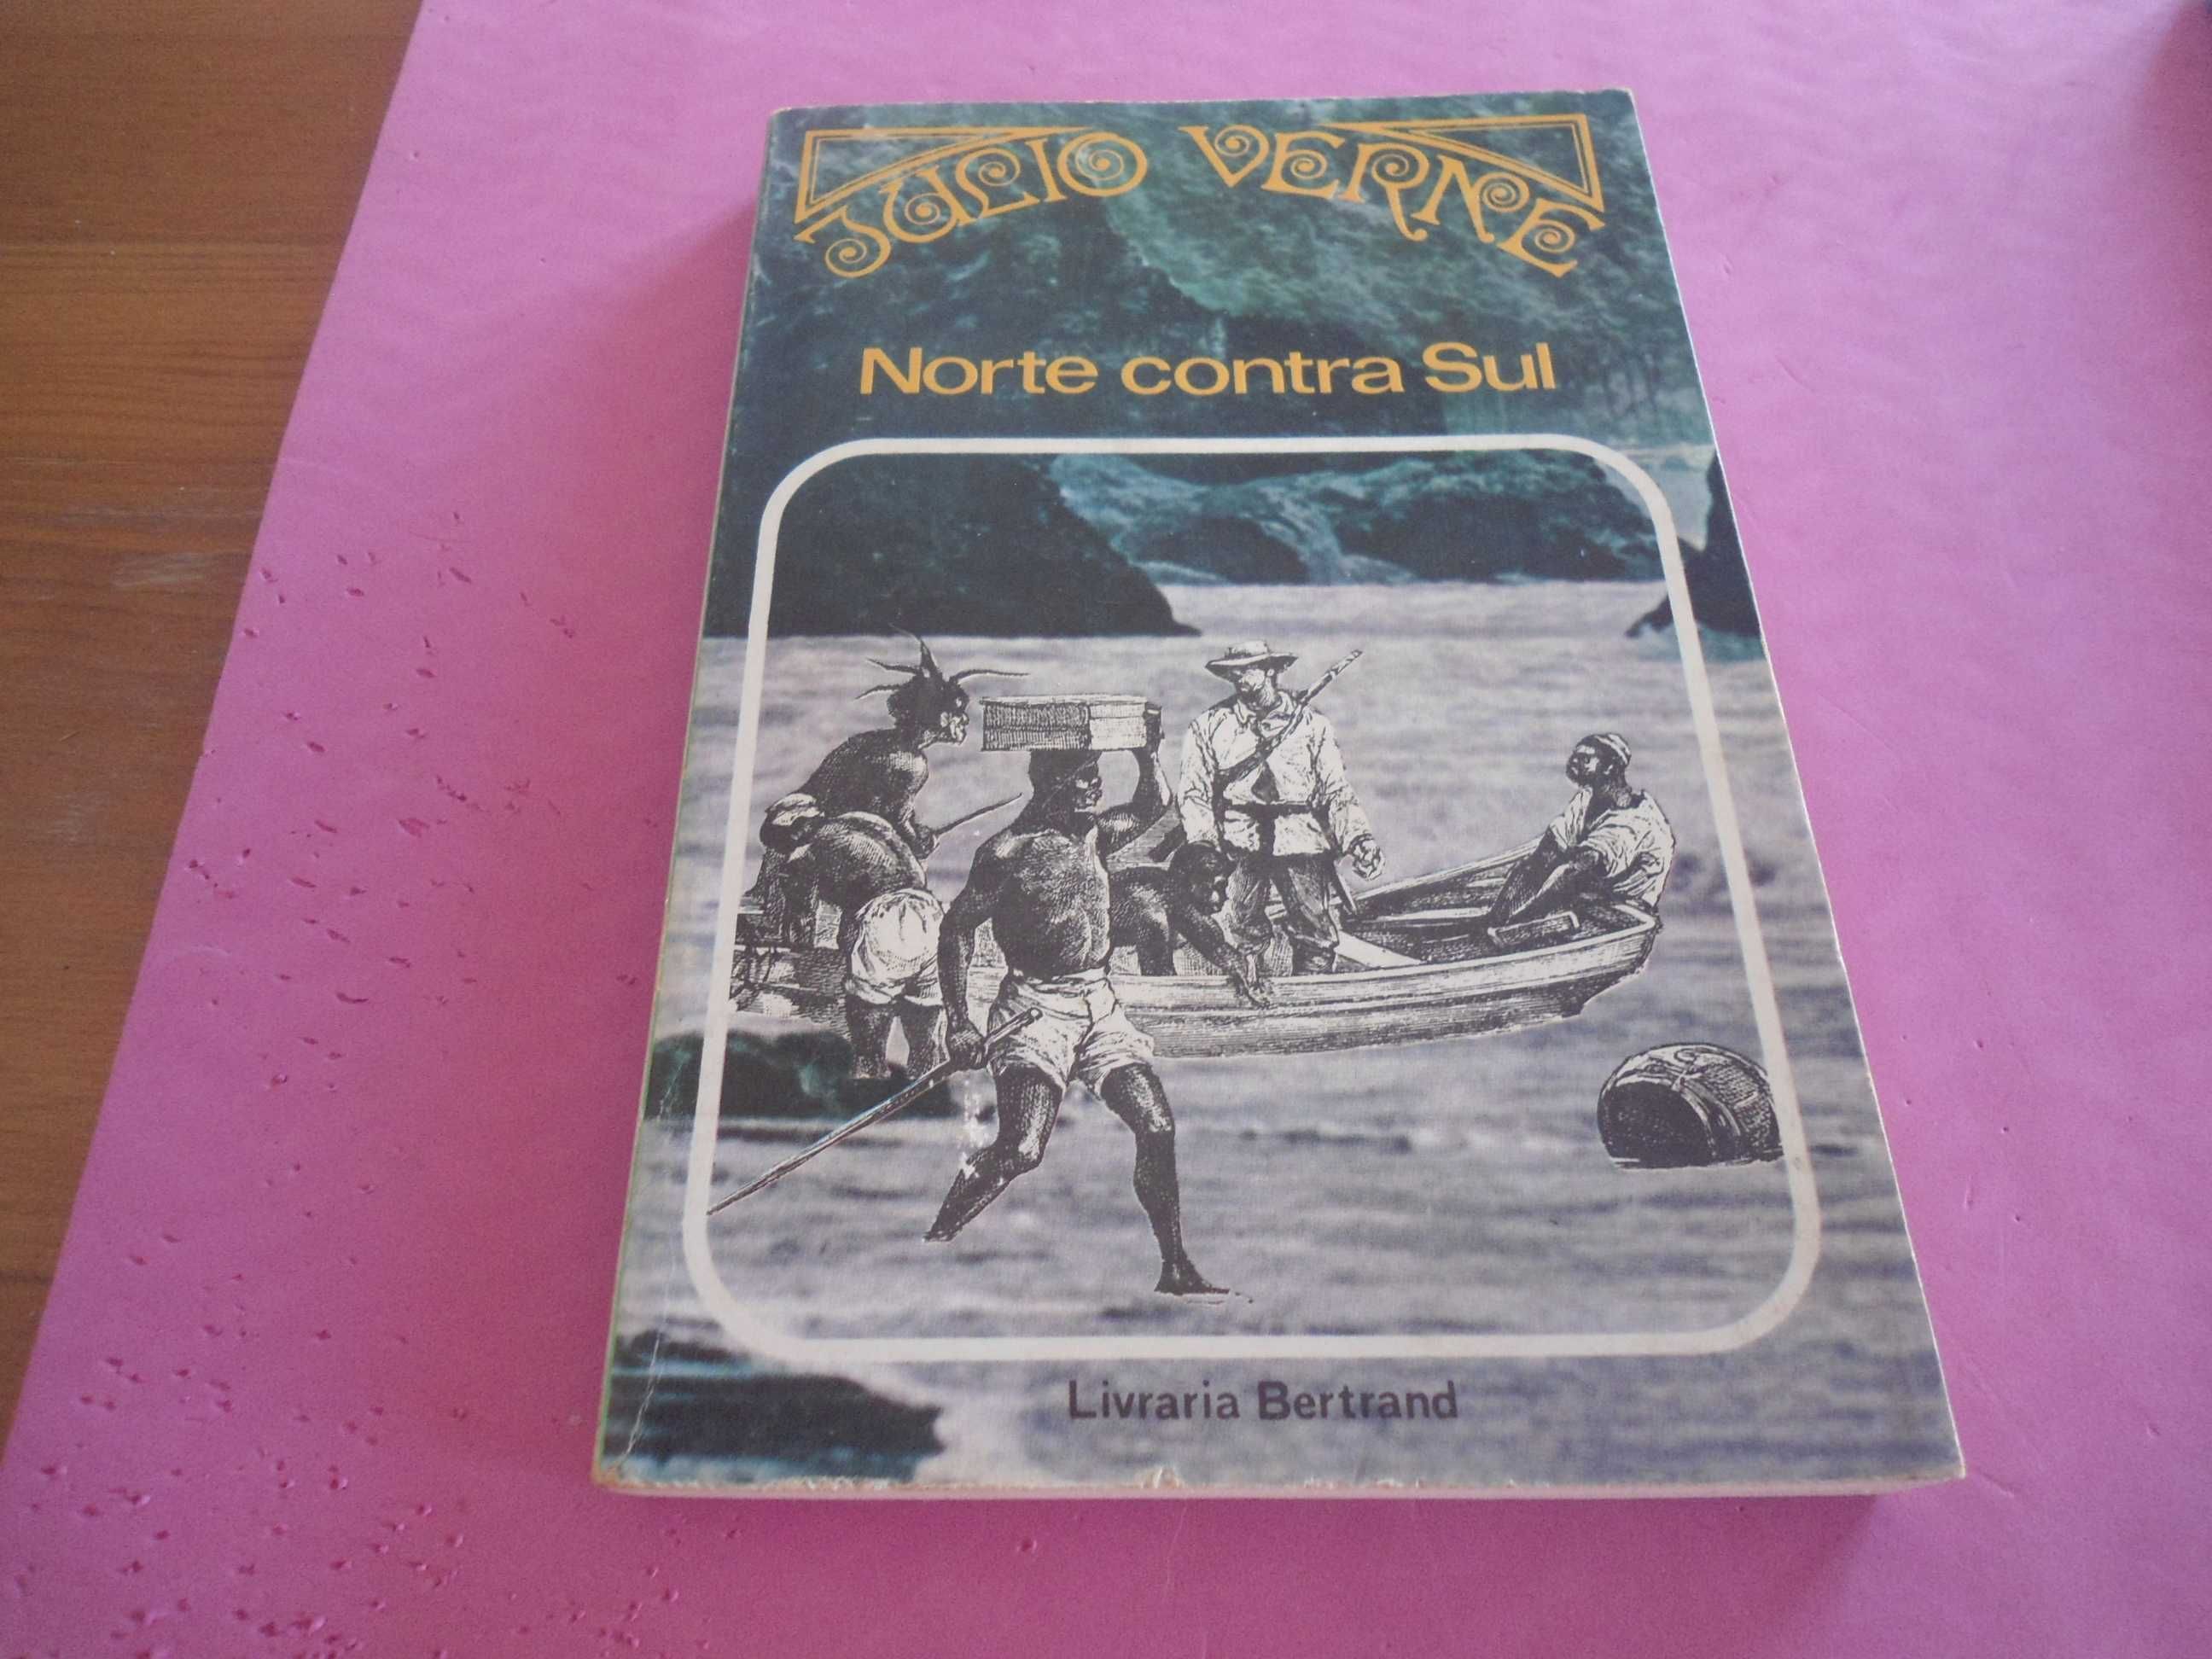 JULIO VERNE
Norte contra Sul
Livraria Bertrand